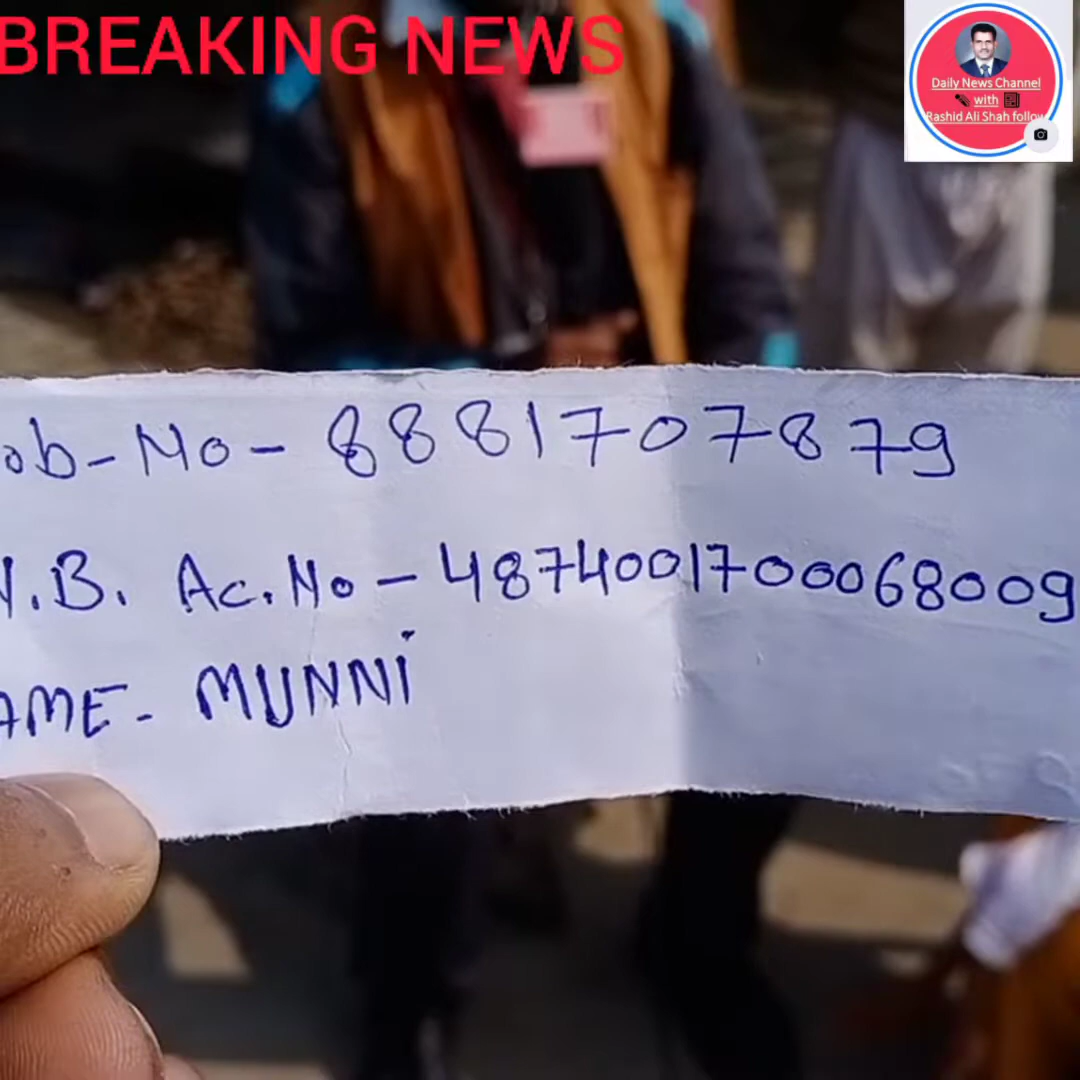 BREAKING NEWS
Daily News Channel
with
Rashid Ali Shah follow
ob-No- 8881707879
.B. Ac.No-4874001700068009
AME- MUNNi